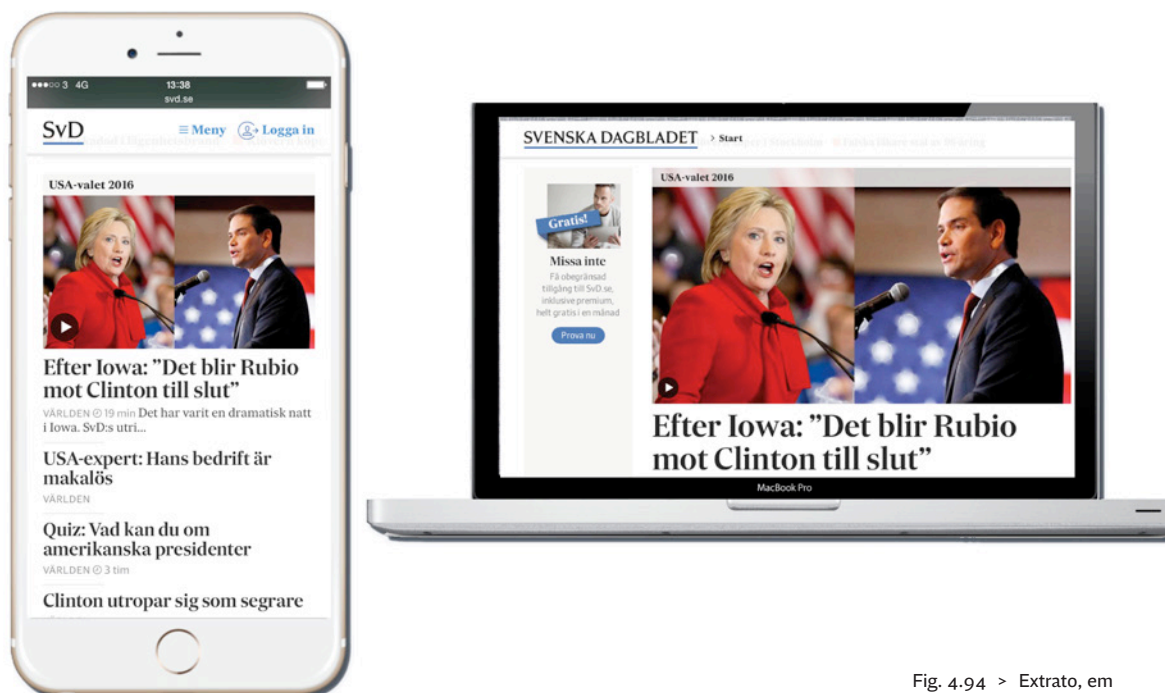 3 4G 13:38
svd.se
SvD Meny Logga in
USA-valet 2016
Efter Iowa: ”Det blir Rubio
mot Clinton till slut”
VÄRLDEN 19 min Det har varit en dramatisk natt
i Iowa. SvD:s utri...
USA-expert: Hans bedrift är
makalös
VÄRLDEN
Quiz: Vad kan du om
amerikanska presidenter
VÄRLDEN 3 tim
Clinton utropar sig som segrare
SVENSKA DAGBLADET > Start
Gratis!
Missa inte
Få obegränsad
tillgång till SvD.se,
inklusive premium,
helt gratis i en månad
Prova nu
USA-valet 2016
Efter Iowa: ”Det blir Rubio
mot Clinton till slut”
MacBook Pro
Fig. 4.94 > Extrato, em